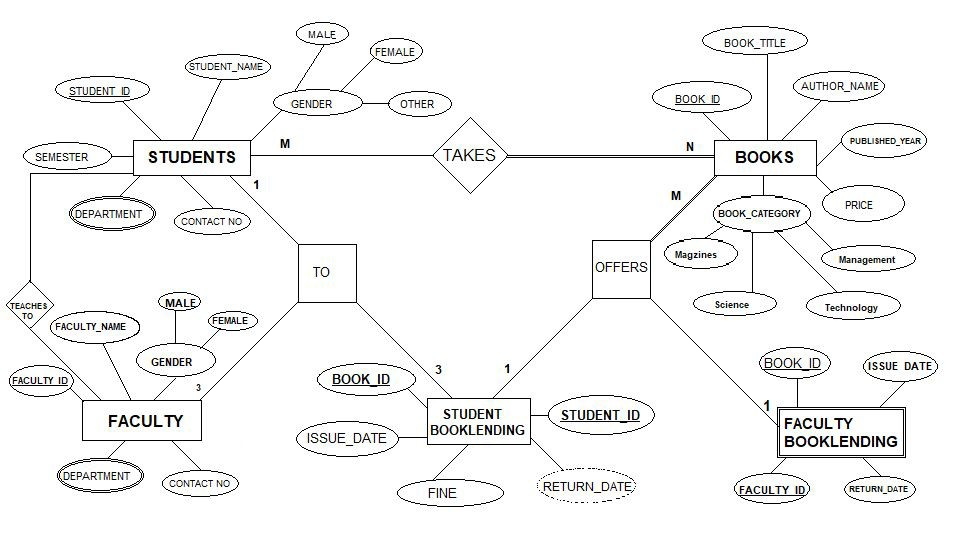 MALE
BOOK_TITLE
FEMALE
STUDENT_NAME
STUDENT_ID
GENDER
OTHER
BOOK_ID
AUTHOR_NAME
PUBLISHED_YEAR
SEMESTER
STUDENTS
M
TAKES
N
BOOKS
1
M
DEPARTMENT
CONTACT NO
BOOK_CATEGORY
PRICE
Magzines
Management
TO
OFFERS
Science
Technology
TEACHES
TO
MALE
FACULTY_NAME
FEMALE
GENDER
FACULTY_ID
3
3
1
BOOK_ID
BOOK_ID
ISSUE DATE
1
FACULTY
STUDENT
BOOKLENDING
STUDENT_ID
FACULTY
BOOKLENDING
ISSUE_DATE
DEPARTMENT
CONTACT NO
FINE
RETURN_DATE
FACULTY_ID
RETURN_DATE